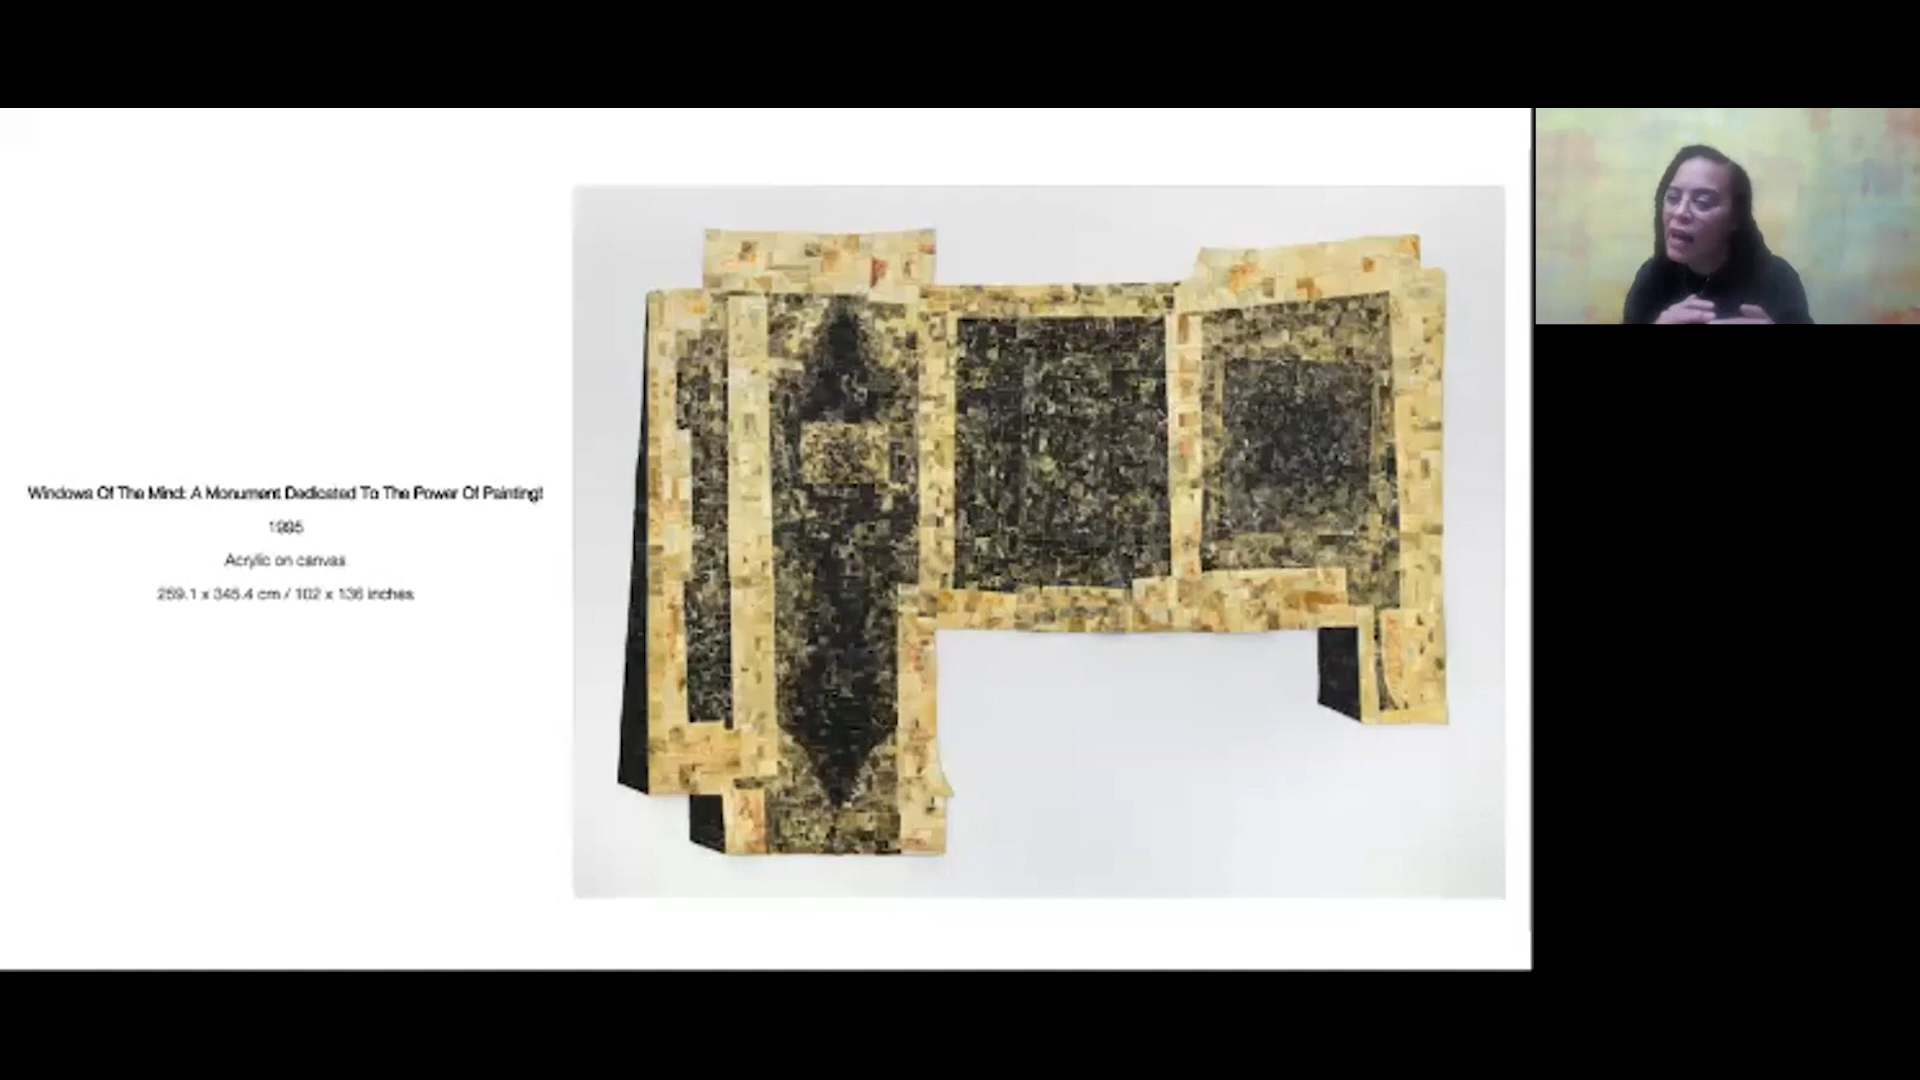 Windows Of The Mind: A Monument Dedicated To The Power Of Painting!
1995
Acrylic on canvas
259.1 x 345.4 cm / 102 x 136 inches